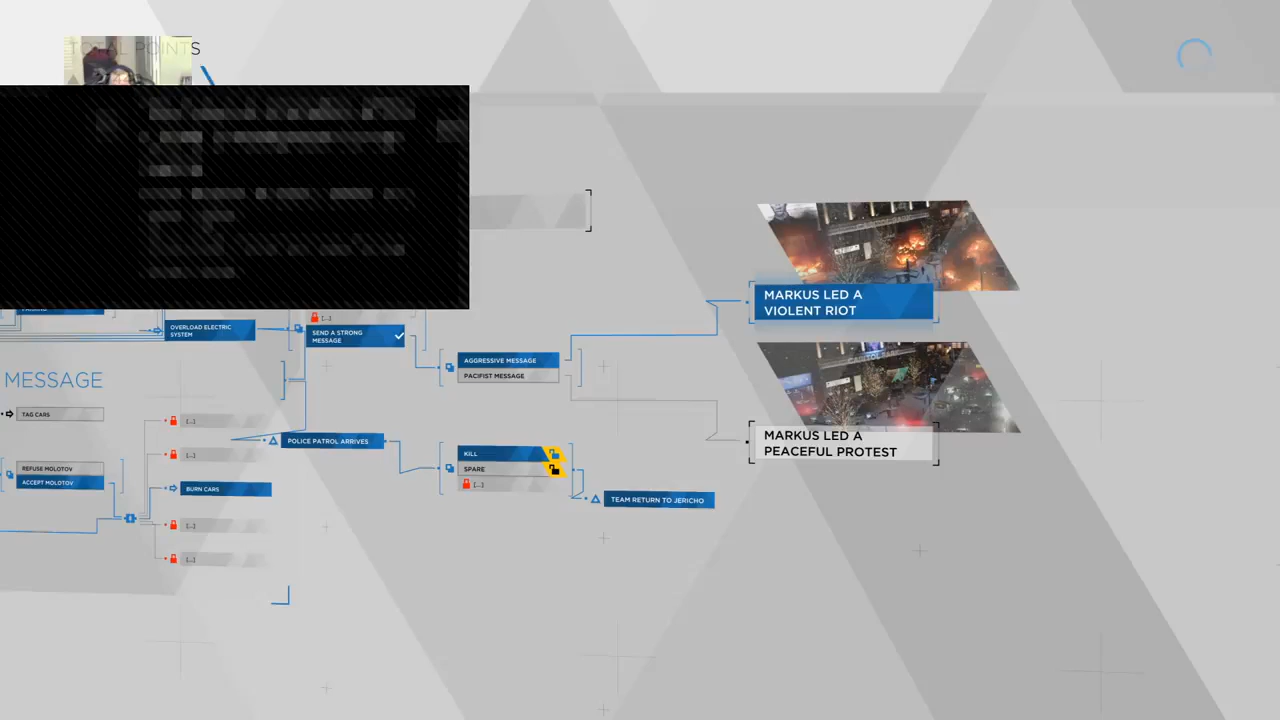 TOTAL POINTS
MARKUS LED A
VIOLENT RIOT
OVERLOAD ELECTRIC
SYSTEM
[...]
SEND A STRONG
MESSAGE
AGGRESSIVE MESSAGE
PACIFIST MESSAGE
MESSAGE
TAG CARS
[...]
POLICE PATROL ARRIVES
[...]
MARKUS LED A
PEACEFUL PROTEST
REFUSE MOLOTOV
ACCEPT MOLOTOV
BURN CARS
KILL
SPARE
[...]
TEAM RETURN TO JERICHO
[...]
[...]